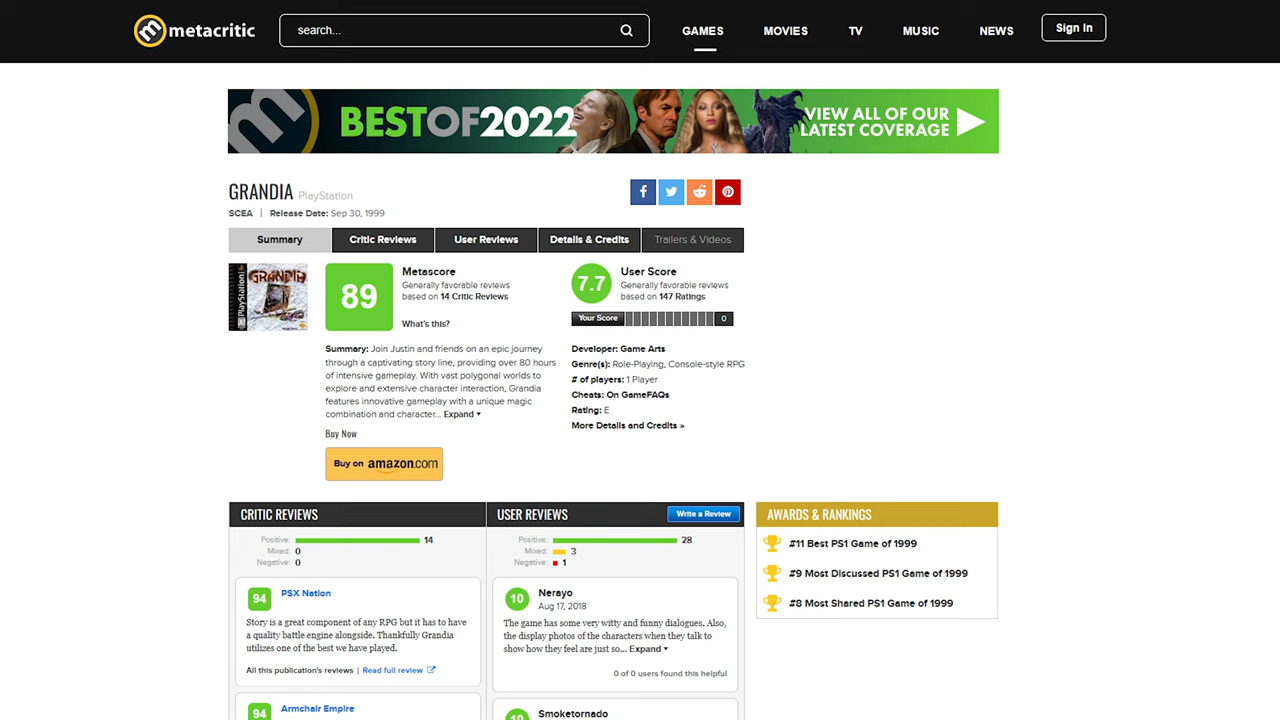 metacritic
search...
GAMES
MOVIES
TV
MUSIC
NEWS
Sign In
BESTOF2022
VIEW ALL OF OUR
LATEST COVERAGE
GRANDIA PlayStation
SCEA | Release Date: Sep 30, 1999
Summary
Critic Reviews
User Reviews
Details & Credits
Trailers & Videos
PlayStation
GRANDIA
89
Metascore
Generally favorable reviews
based on 14 Critic Reviews
What's this?
7.7
User Score
Generally favorable reviews
based on 147 Ratings
Your Score
0
Summary: Join Justin and friends on an epic journey
through a captivating story line, providing over 80 hours
of intensive gameplay. With vast polygonal worlds to
explore and extensive character interaction, Grandia
features innovative gameplay with a unique magic
combination and character... Expand
Buy Now
Buy on amazon.com
Developer: Game Arts
Genre(s): Role-Playing, Console-style RPG
# of players: 1 Player
Cheats: On GameFAQs
Rating: E
More Details and Credits »
CRITIC REVIEWS
Positive: 14
Mixed: 0
Negative: 0
94
PSX Nation
Story is a great component of any RPG but it has to have
a quality battle engine alongside. Thankfully Grandia
utilizes one of the best we have played.
All this publication's reviews | Read full review
94
Armchair Empire
USER REVIEWS
Write a Review
Positive: 28
Mixed: 3
Negative: 1
10
Nerayo
Aug 17, 2018
The game has some very witty and funny dialogues. Also,
the display photos of the characters when they talk to
show how they feel are just so... Expand
0 of 0 users found this helpful
10
Smoketornado
AWARDS & RANKINGS
#11 Best PS1 Game of 1999
#9 Most Discussed PS1 Game of 1999
#8 Most Shared PS1 Game of 1999